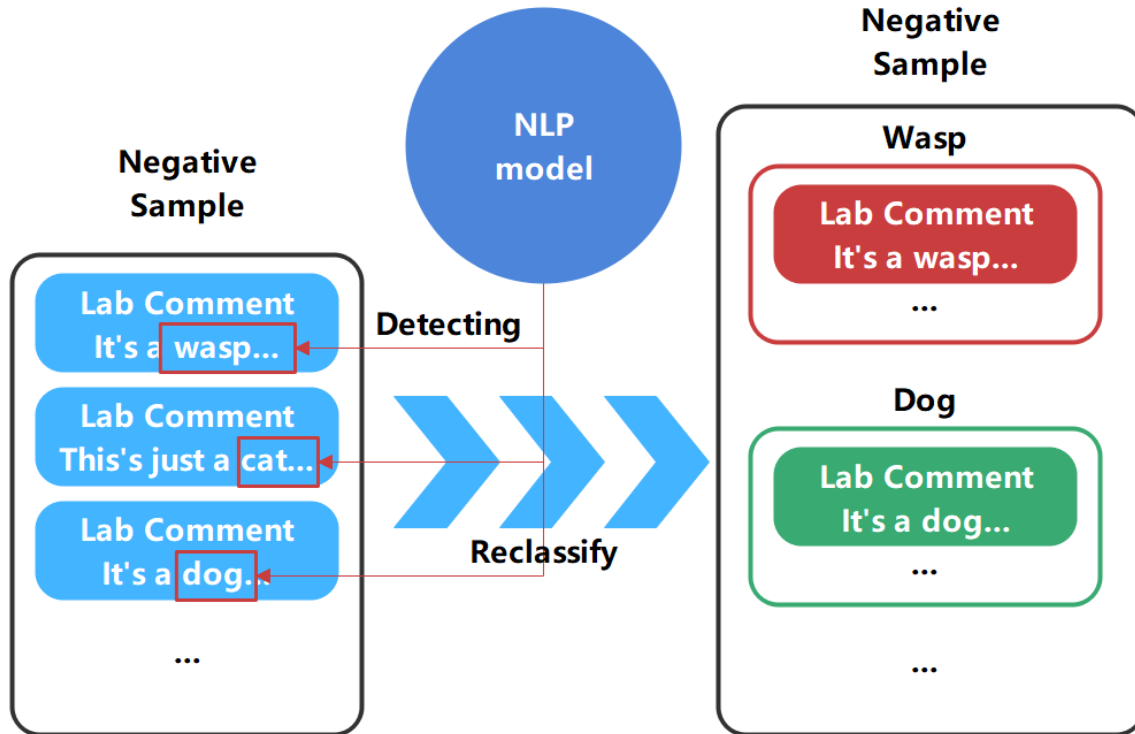 Negative
Sample
Lab Comment
It's a wasp...
Lab Comment
This's just a cat...
Lab Comment
It's a dog...
...
NLP
model
Detecting
Reclassify
Negative
Sample
Wasp
Lab Comment
It's a wasp...
...
Dog
Lab Comment
It's a dog...
...
...